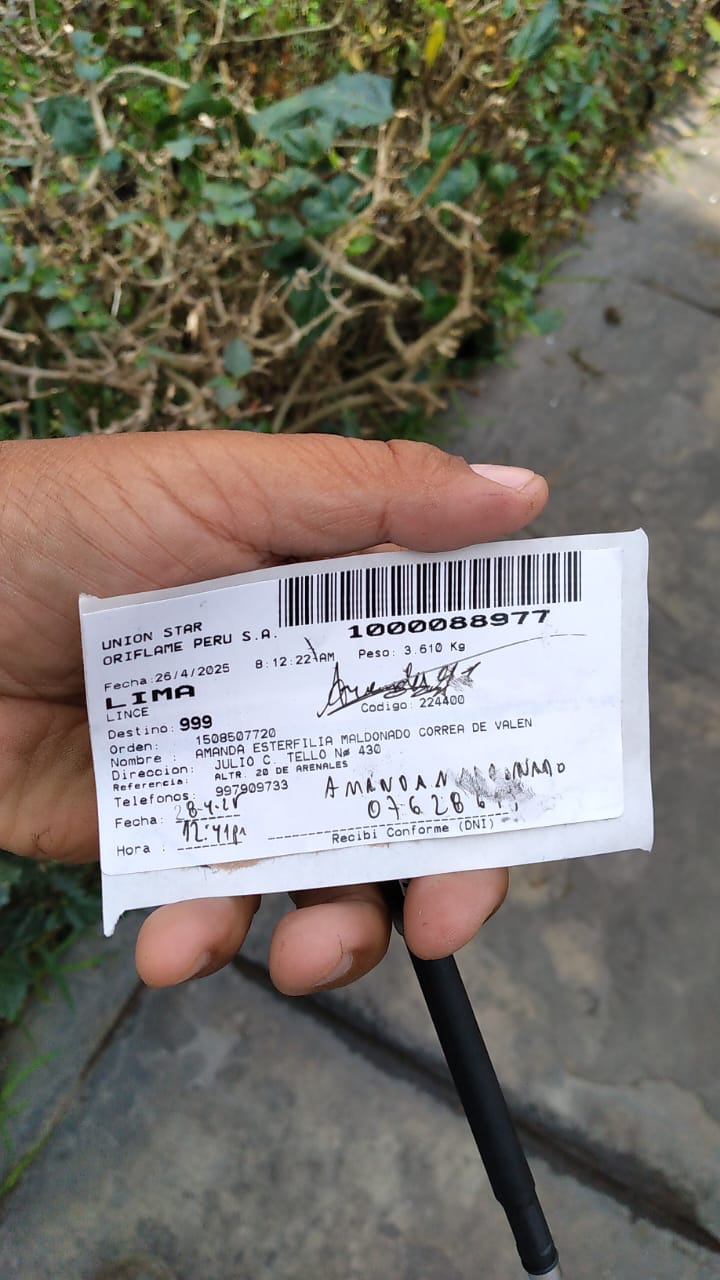 UNION STAR
ORIFLAME PERU S.A.
1000088977
Fecha:26/4/2025 8:12:22 AM Peso: 3.610 Kg
LIMA
LINCE
Codigo: 224400
Destino: 999
Orden: 1508507720
Nombre : AMANDA ESTERFILIA MALDONADO CORREA DE VALEN
Direccion: JULIO C. TELLO Nº 430
Referencia: ALTR. 20 DE ARENALES
Telefonos: 997909733
Fecha: 28-4-25
Hora : 12:41pm
Recibi Conforme (DNI)